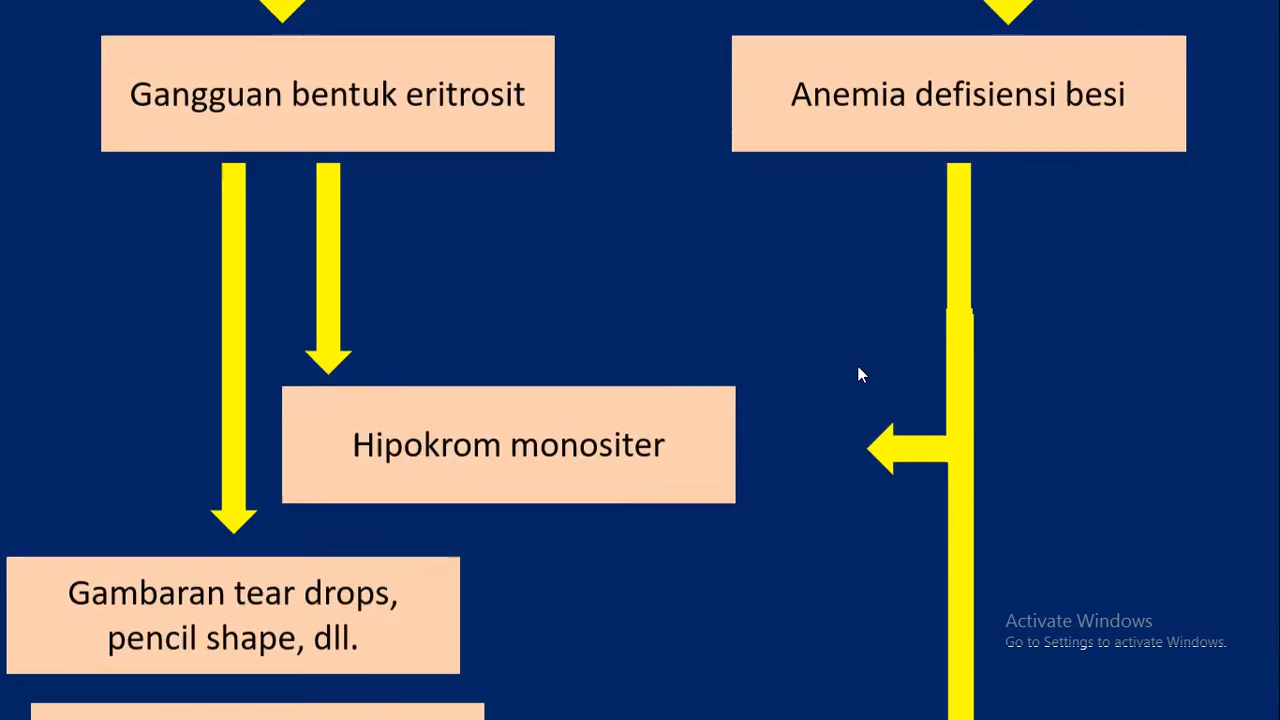 Gangguan bentuk eritrosit
Anemia defisiensi besi
Hipokrom monositer
Gambaran tear drops,
pencil shape, dll.
Activate Windows
Go to Settings to activate Windows.